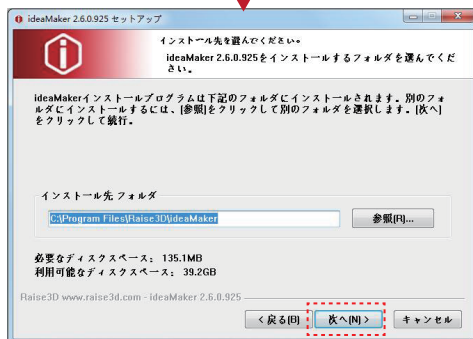 ideaMaker 2.6.0.925 セットアップ
インストール先を選んでください。
ideaMaker 2.6.0.925をインストールするフォルダを選んでくだ
さい。
ideaMakerインストールプログラムは下記のフォルダにインストールされます。別のフォ
ルダにインストールするには、[参照]をクリックして別のフォルダを選択します。[次へ]
をクリックして続行。
インストール先 フォルダ
C:\Program Files\Raise3D\ideaMaker
参照(R)...
必要なディスクスペース: 135.1MB
利用可能なディスクスペース: 39.2GB
Raise3D www.raise3d.com - ideaMaker 2.6.0.925
< 戻る(B)
次へ(N) >
キャンセル